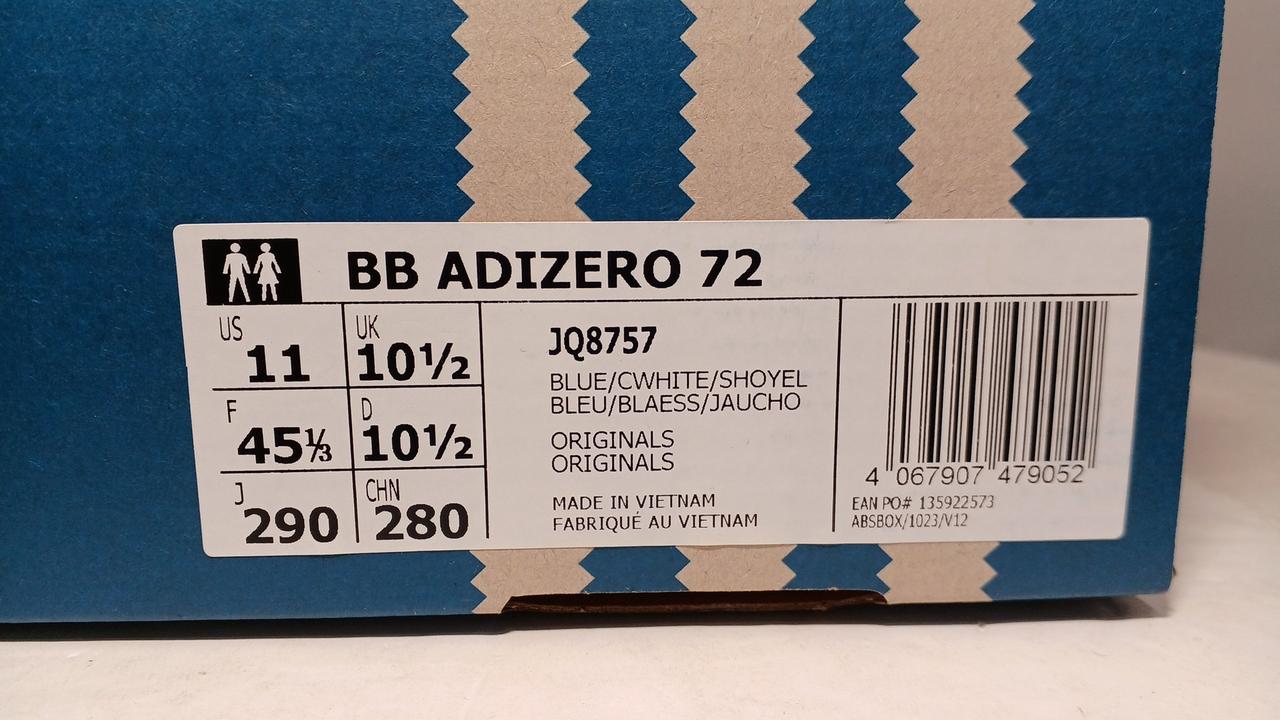 BB ADIZERO 72
US
11
UK
10½
F
45⅓
D
10½
J
290
CHN
280
JQ8757
BLUE/CWHITE/SHOYEL
BLEU/BLAESS/JAUCHO
ORIGINALS
ORIGINALS
MADE IN VIETNAM
FABRIQUÉ AU VIETNAM
4 067907 479052
EAN PO# 135922573
ABSBOX/1023/V12